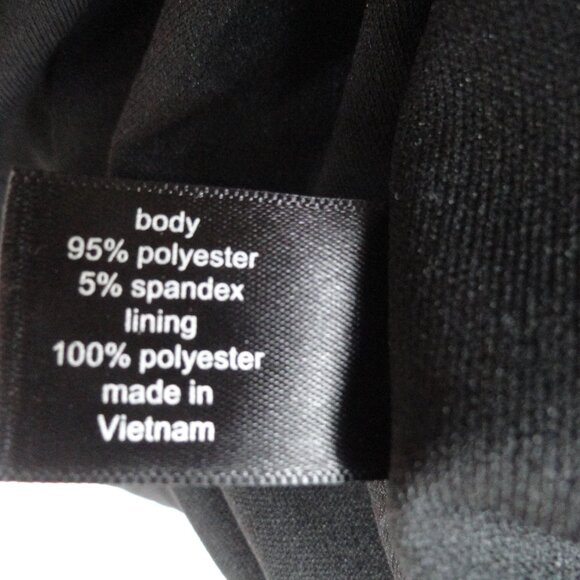 body
95% polyester
5% spandex
lining
100% polyester
made in
Vietnam